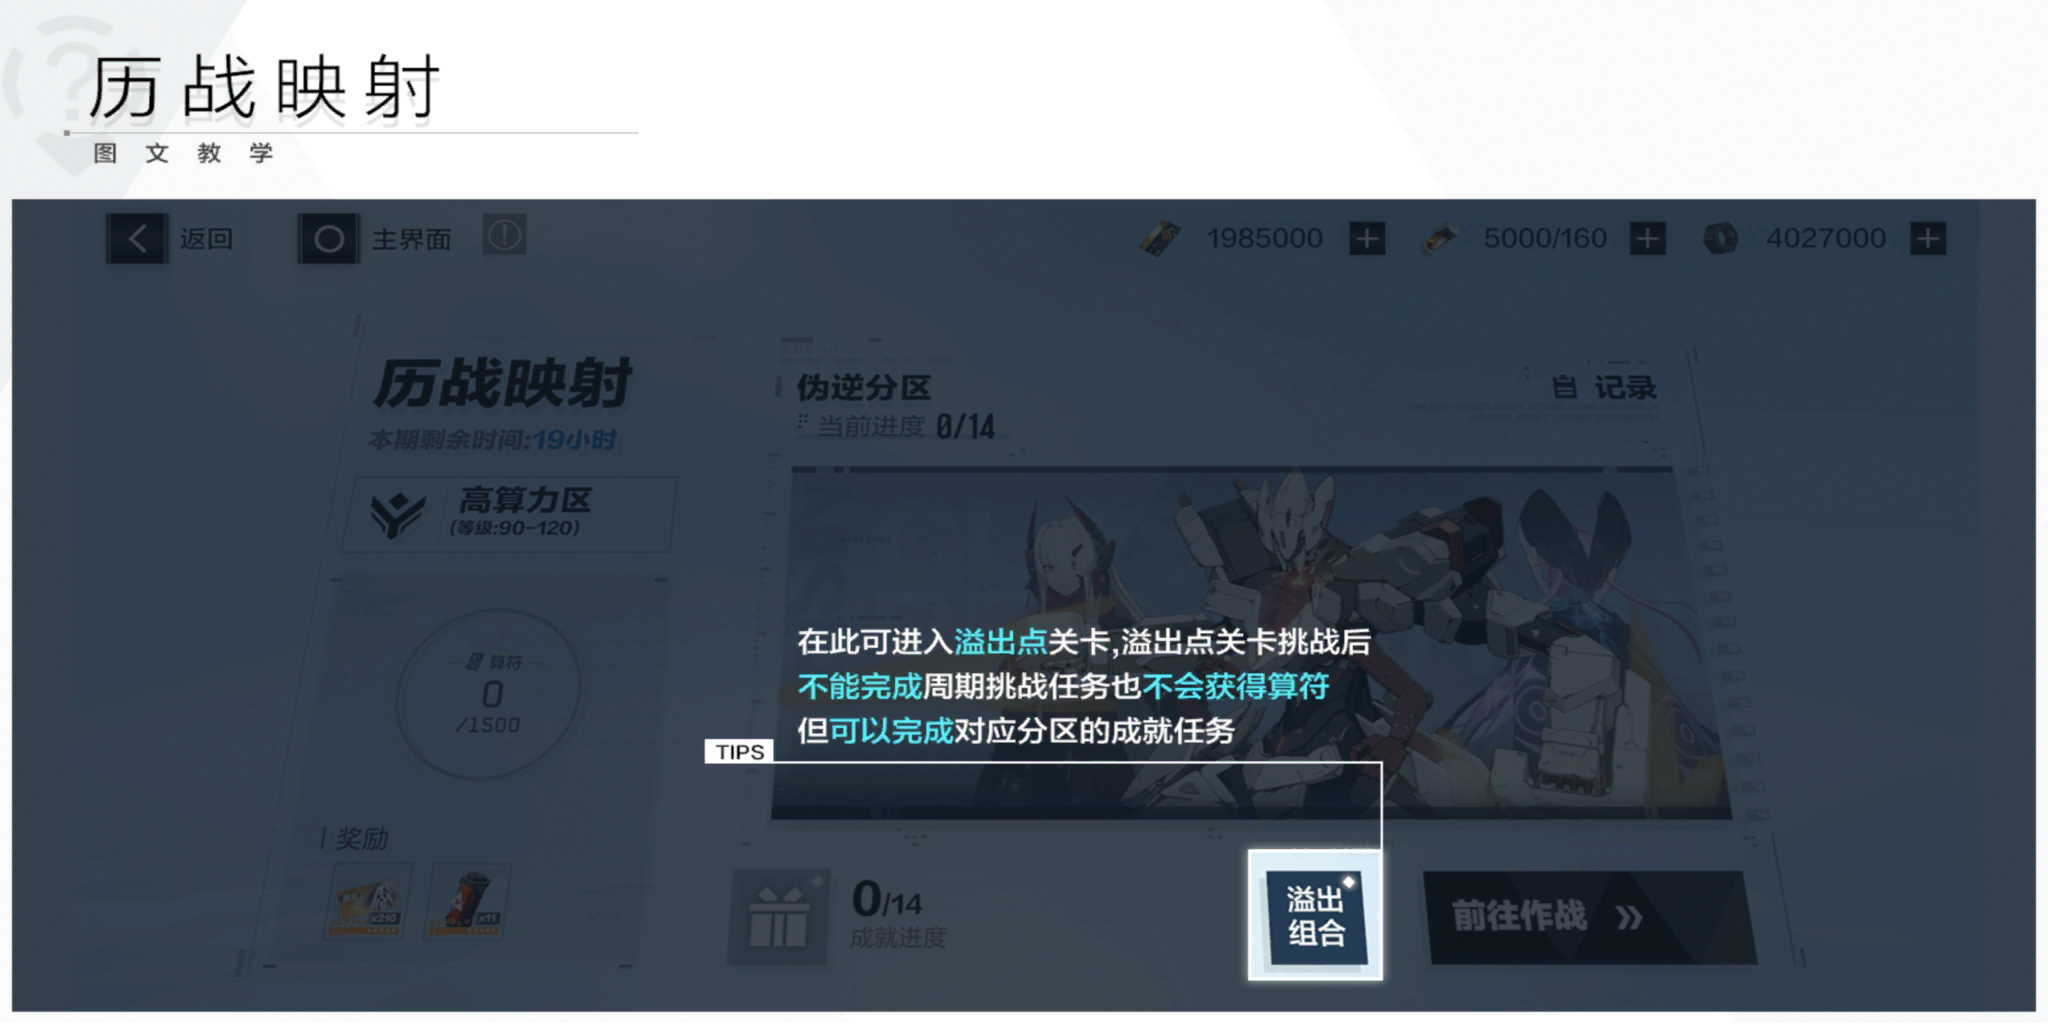 历战映射
图文教学
返回
主界面
1985000
5000/160
4027000
历战映射
本期剩余时间:19小时
高算力区
(等级:90-120)
算符
0
/1500
奖励
x210
x11
伪逆分区
当前进度 0/14
记录
在此可进入溢出点关卡,溢出点关卡挑战后
不能完成周期挑战任务也不会获得算符
但可以完成对应分区的成就任务
TIPS
0/14
成就进度
溢出
组合
前往作战